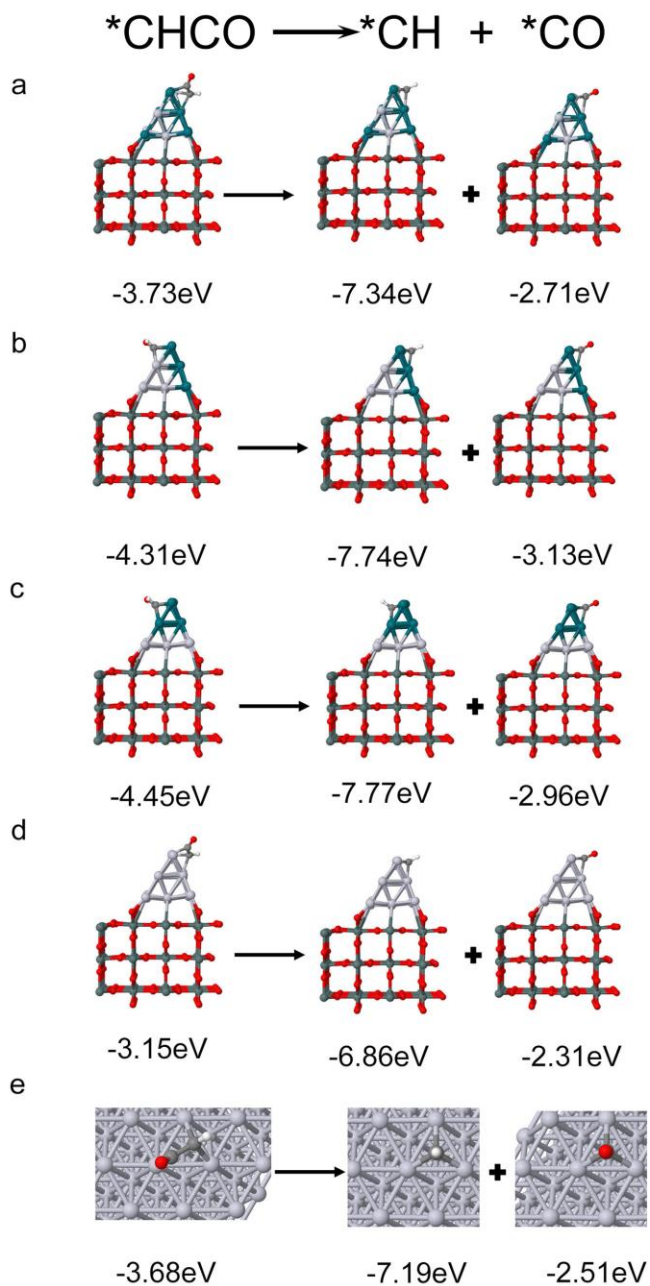 *CHCO → *CH + *CO
a
+
-3.73eV -7.34eV -2.71eV
b
+
-4.31eV -7.74eV -3.13eV
c
+
-4.45eV -7.77eV -2.96eV
d
+
-3.15eV -6.86eV -2.31eV
e
+
-3.68eV -7.19eV -2.51eV